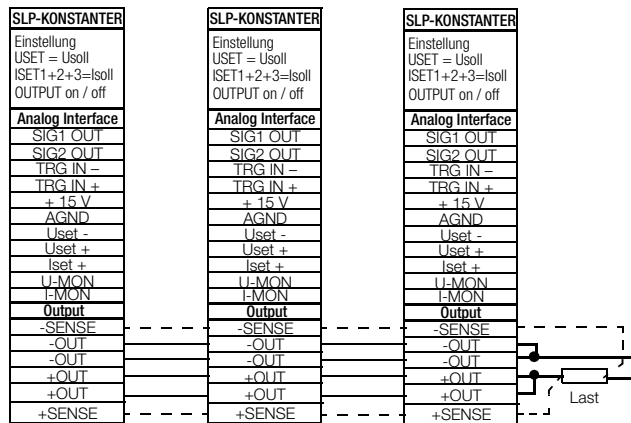 SLP-KONSTANTER
Einstellung
USET = Usoll
ISET1+2+3=Isoll
OUTPUT on / off
Analog Interface
SIG1 OUT
SIG2 OUT
TRG IN –
TRG IN +
+ 15 V
AGND
Uset -
Uset +
Iset +
U-MON
I-MON
Output
-SENSE
-OUT
-OUT
+OUT
+OUT
+SENSE
SLP-KONSTANTER
Einstellung
USET = Usoll
ISET1+2+3=Isoll
OUTPUT on / off
Analog Interface
SIG1 OUT
SIG2 OUT
TRG IN –
TRG IN +
+ 15 V
AGND
Uset -
Uset +
Iset +
U-MON
I-MON
Output
-SENSE
-OUT
-OUT
+OUT
+OUT
+SENSE
SLP-KONSTANTER
Einstellung
USET = Usoll
ISET1+2+3=Isoll
OUTPUT on / off
Analog Interface
SIG1 OUT
SIG2 OUT
TRG IN –
TRG IN +
+ 15 V
AGND
Uset -
Uset +
Iset +
U-MON
I-MON
Output
-SENSE
-OUT
-OUT
+OUT
+OUT
+SENSE
Last